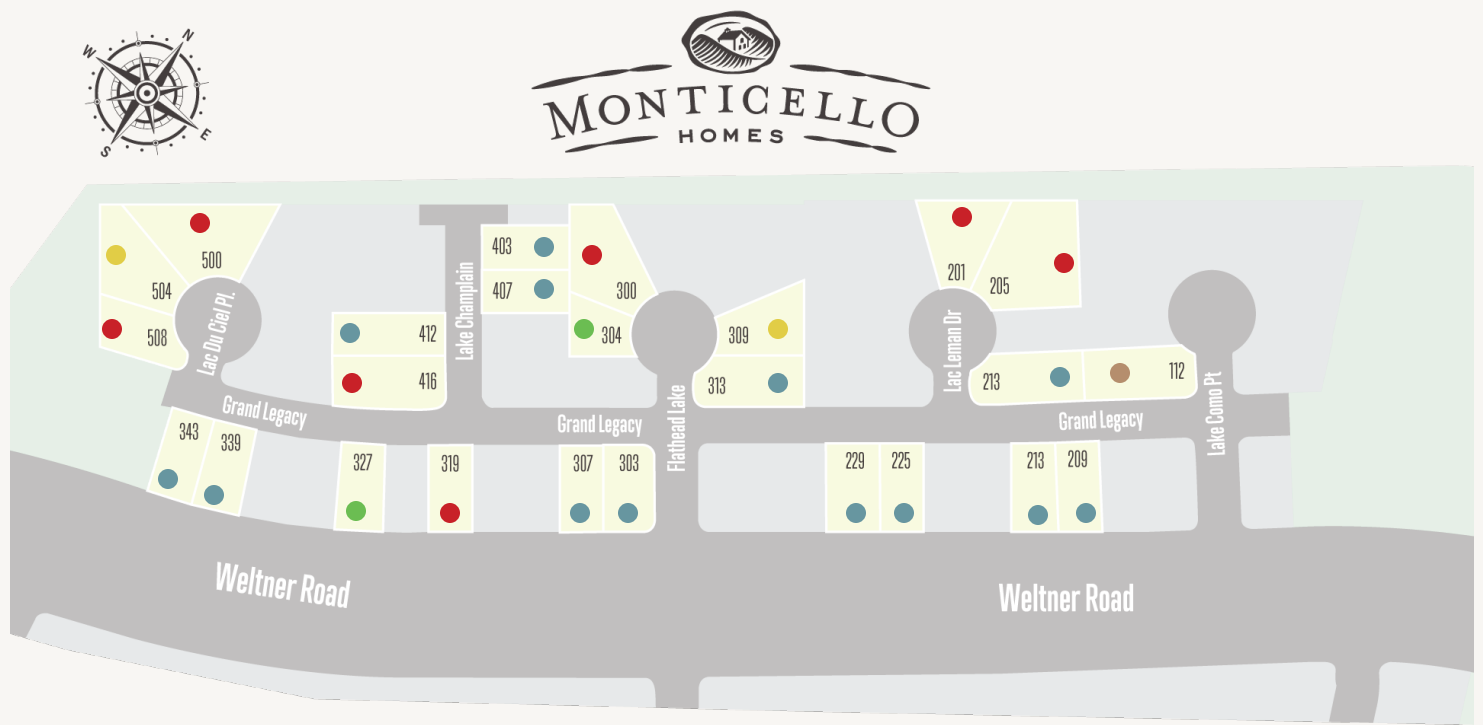 W
N
S
E
MONTICELLO
HOMES
500
504
508
Lac Du Ciel Pl.
403
407
Lake Champlain
412
416
300
304
309
313
Flathead Lake
201
205
Lac Leman Dr
213
112
Lake Como Pt
Grand Legacy
Grand Legacy
Grand Legacy
343
339
327
319
307
303
229
225
213
209
Weltner Road
Weltner Road